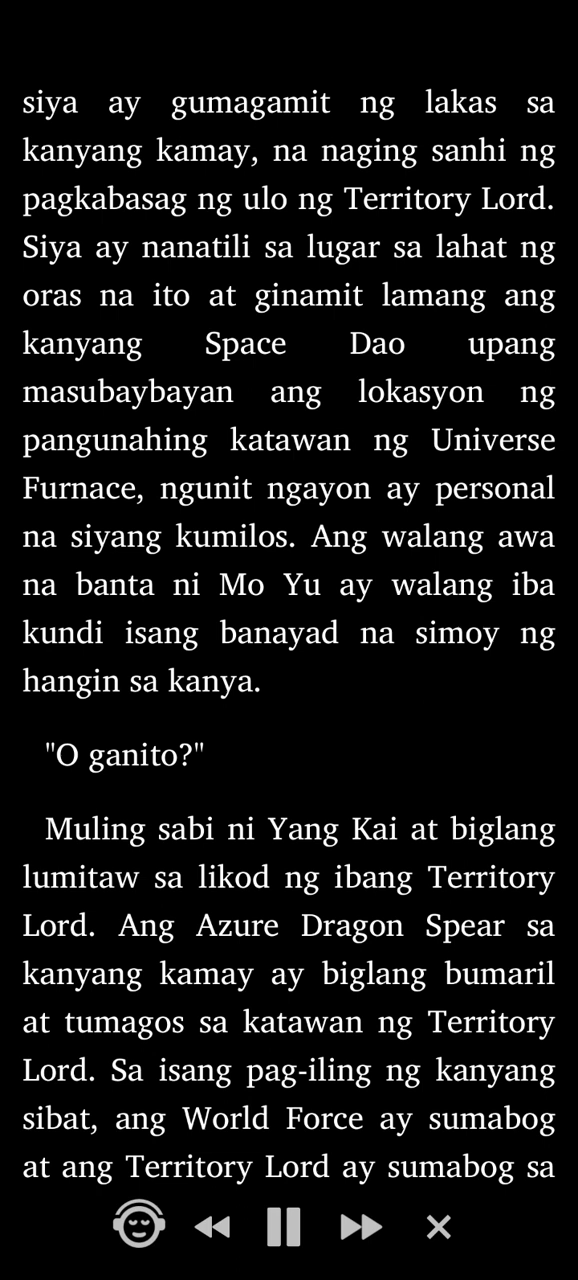 siya ay gumagamit ng lakas sa
kanyang kamay, na naging sanhi ng
pagkabasag ng ulo ng Territory Lord.
Siya ay nanatili sa lugar sa lahat ng
oras na ito at ginamit lamang ang
kanyang Space Dao upang
masubaybayan ang lokasyon ng
pangunahing katawan ng Universe
Furnace, ngunit ngayon ay personal
na siyang kumilos. Ang walang awa
na banta ni Mo Yu ay walang iba
kundi isang banayad na simoy ng
hangin sa kanya.
"O ganito?"
Muling sabi ni Yang Kai at biglang
lumitaw sa likod ng ibang Territory
Lord. Ang Azure Dragon Spear sa
kanyang kamay ay biglang bumaril
at tumagos sa katawan ng Territory
Lord. Sa isang pag-iling ng kanyang
sibat, ang World Force ay sumabog
at ang Territory Lord ay sumabog sa